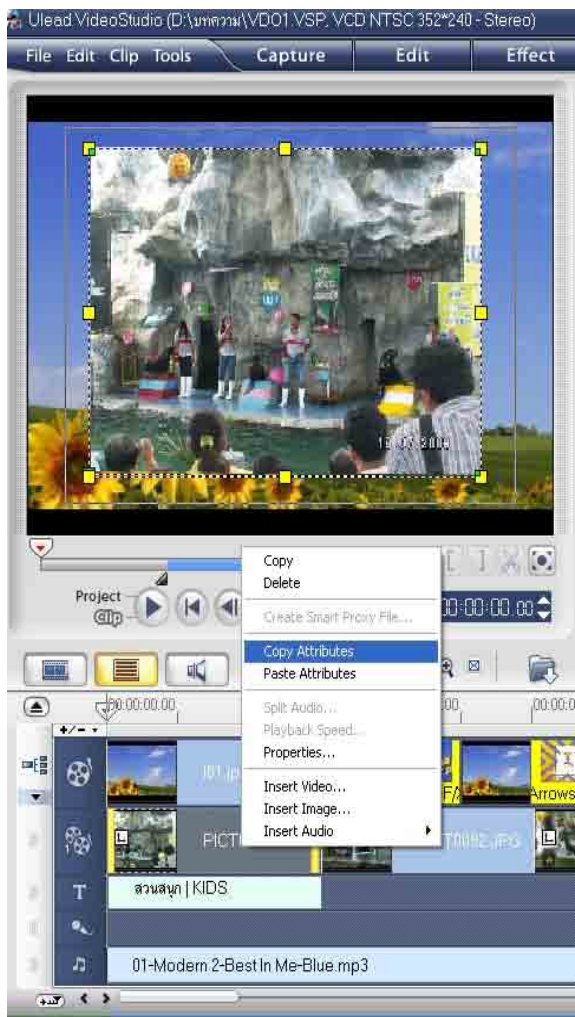 Ulead VideoStudio (D:\บทความ\VDO1.VSP, VCD NTSC 352*240 - Stereo)
File Edit Clip Tools Capture Edit Effect
Project
Clip
Copy
Delete
Create Smart Proxy File...
Copy Attributes
Paste Attributes
Split Audio...
Playback Speed...
Properties...
Insert Video...
Insert Image...
Insert Audio
00:00:00.00
T
สวนสนุก | KIDS
01-Modern 2-Best In Me-Blue.mp3
Arrows